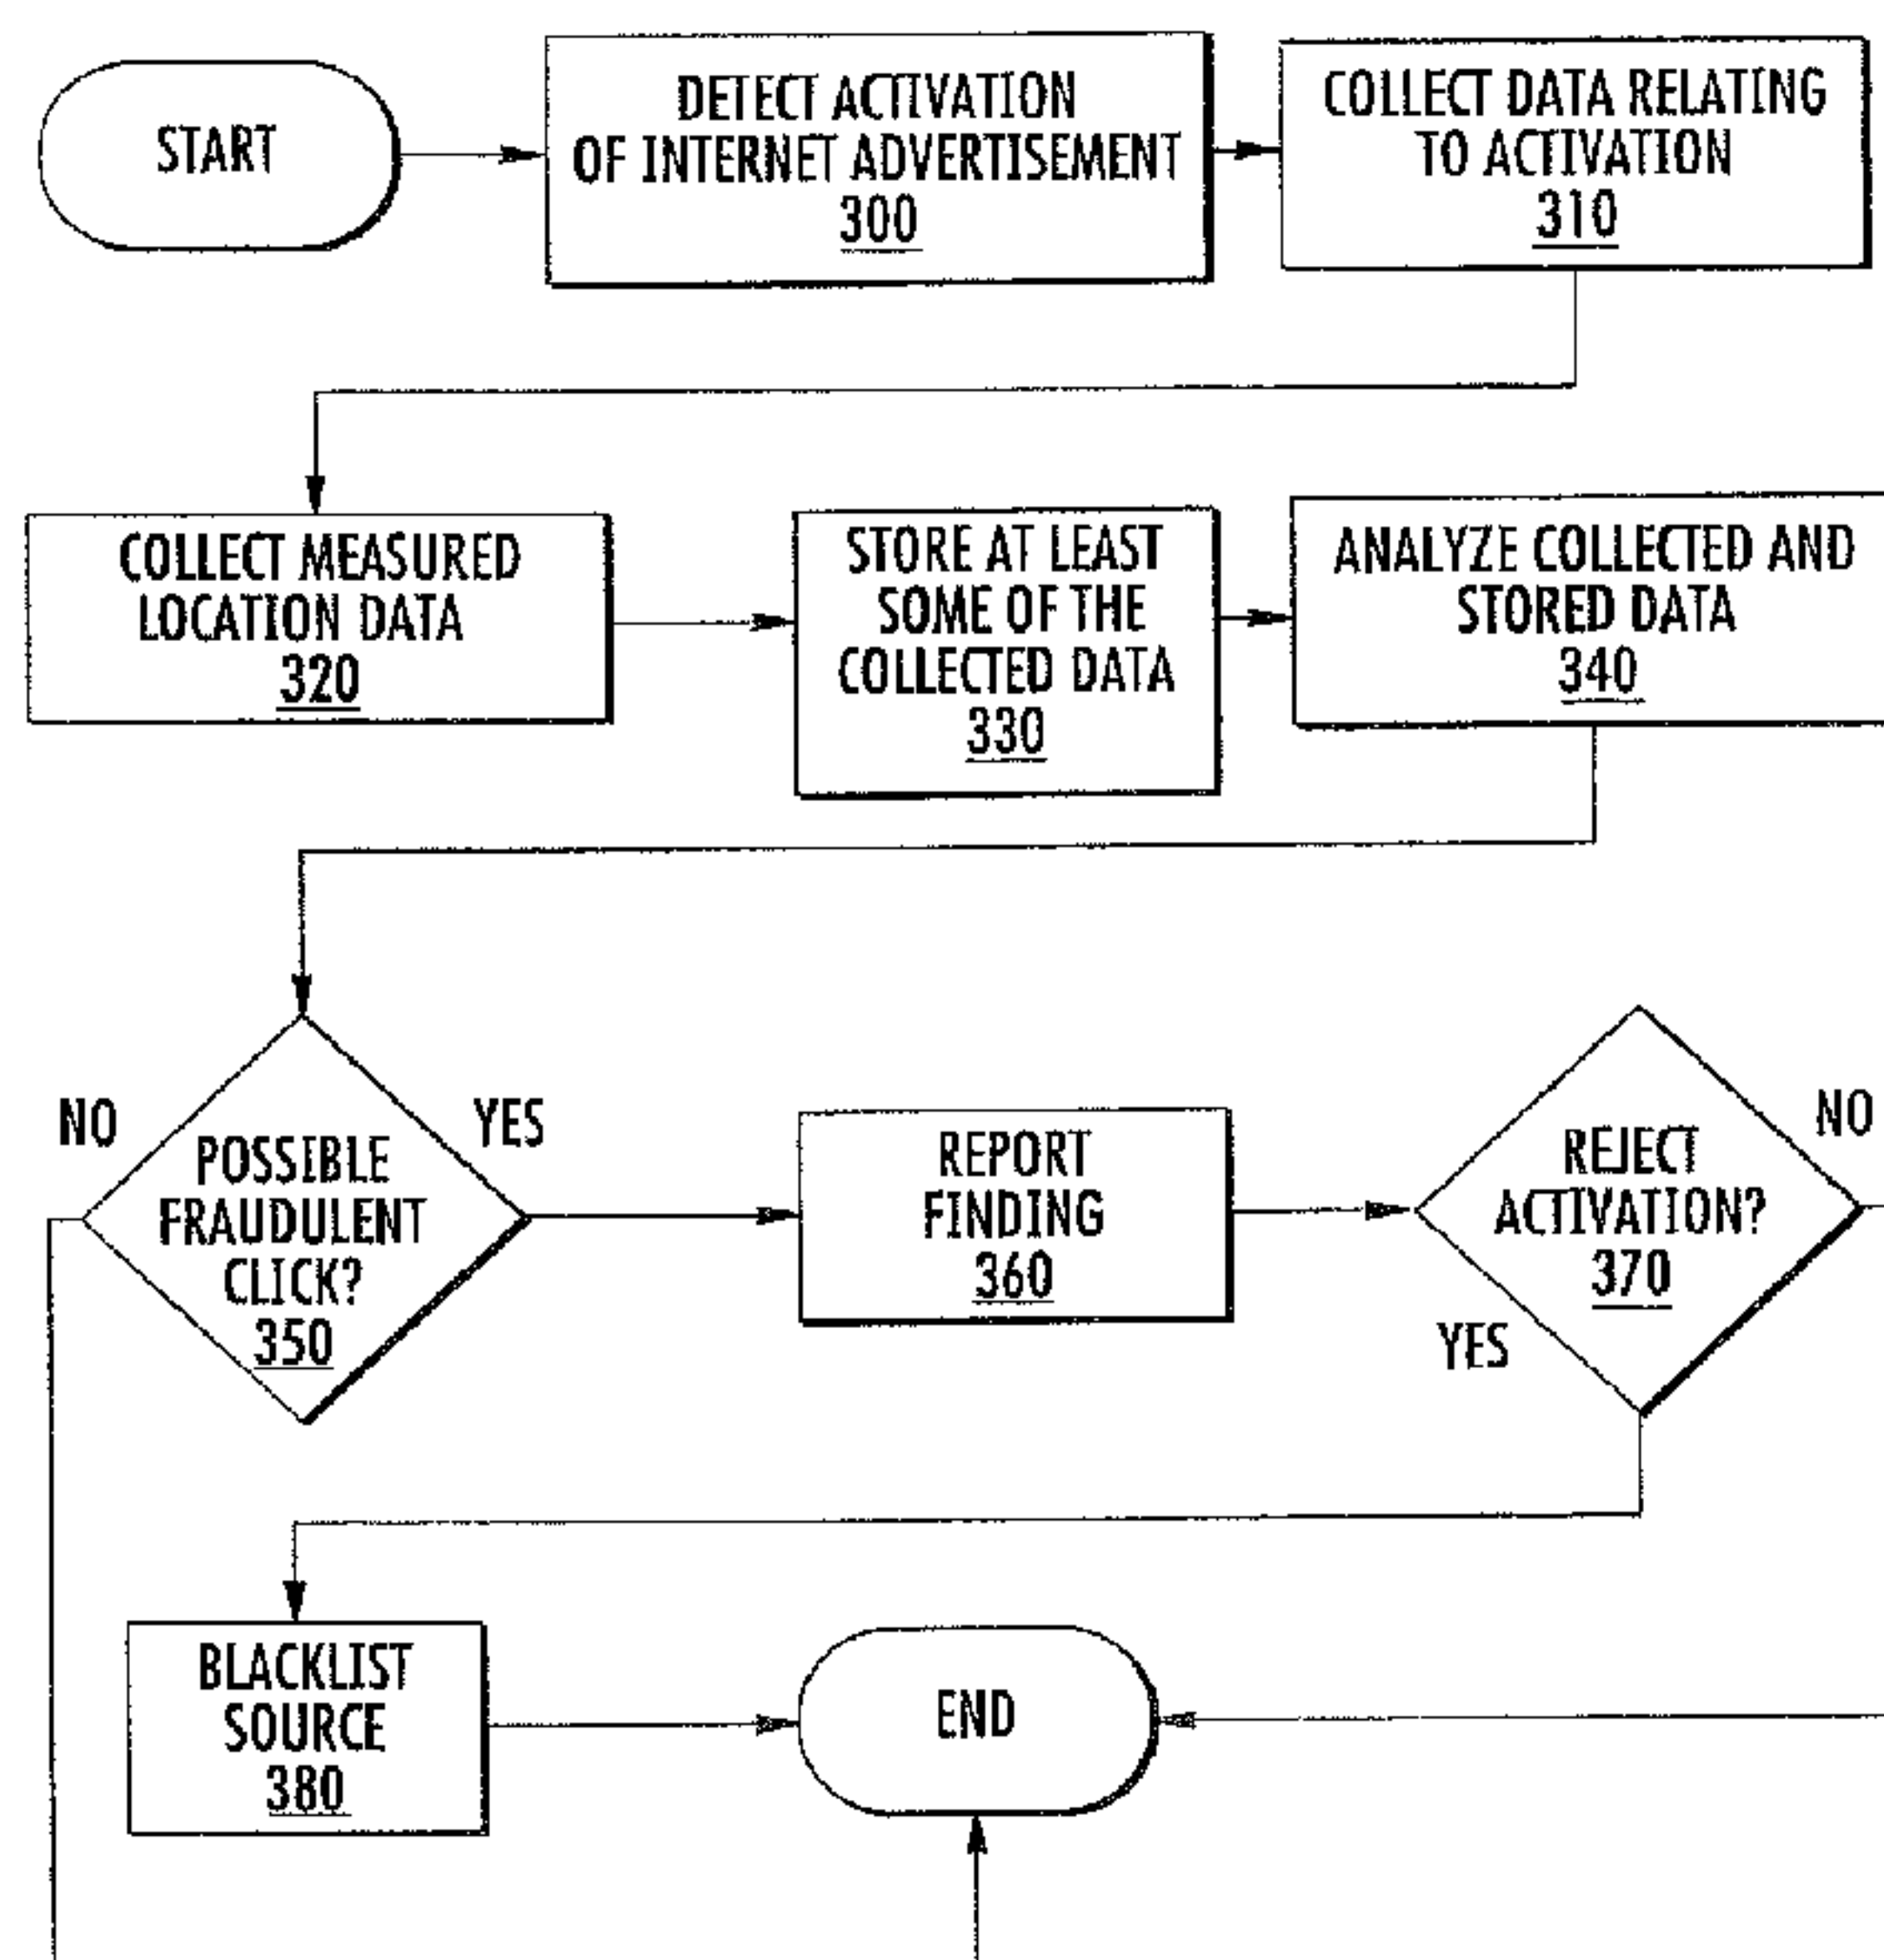 START
DETECT ACTIVATION
OF INTERNET ADVERTISEMENT
300
COLLECT DATA RELATING
TO ACTIVATION
310
COLLECT MEASURED
LOCATION DATA
320
STORE AT LEAST
SOME OF THE
COLLECTED DATA
330
ANALYZE COLLECTED AND
STORED DATA
340
NO
POSSIBLE
FRAUDULENT
CLICK?
350
YES
REPORT
FINDING
360
REJECT
ACTIVATION?
370
NO
YES
BLACKLIST
SOURCE
380
END